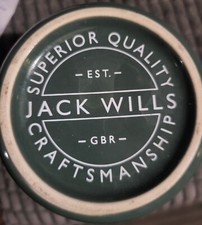 SUPERIOR QUALITY
– EST. –
JACK WILLS
– GBR –
CRAFTSMANSHIP